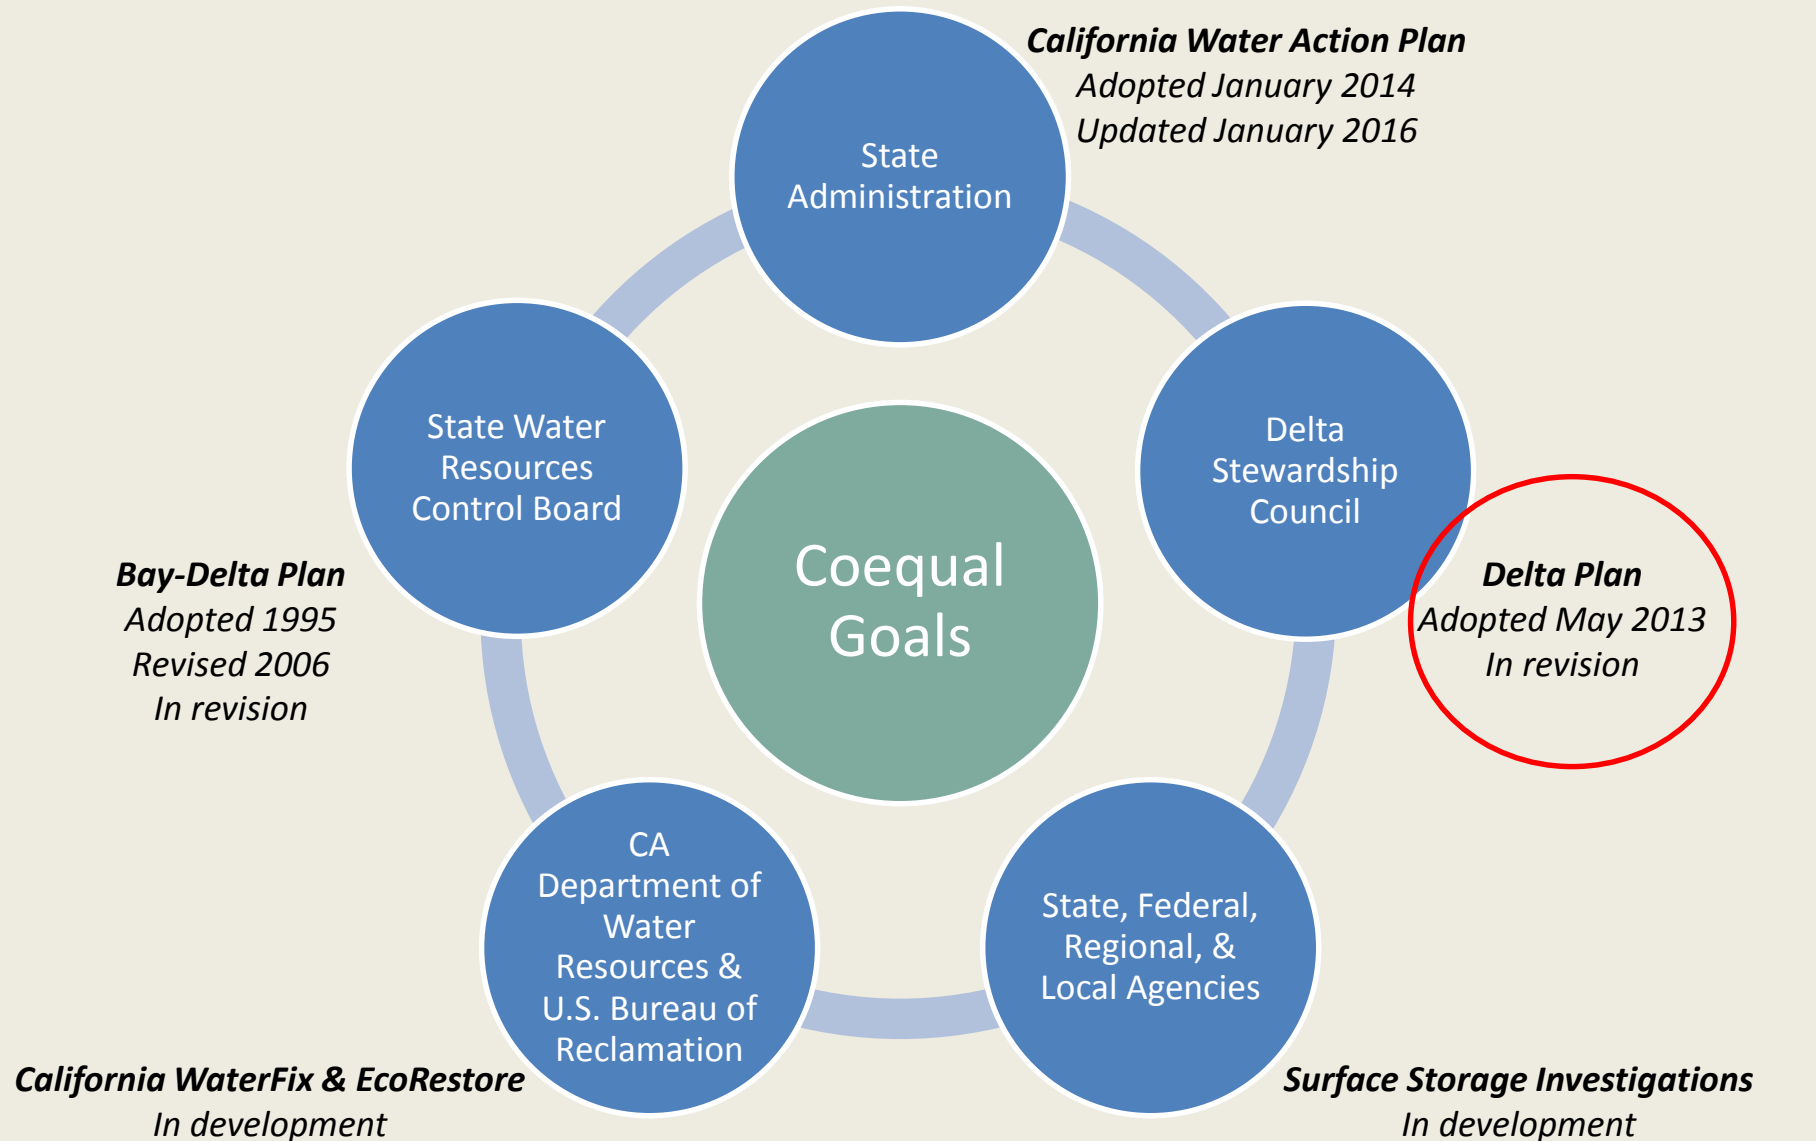 California Water Action Plan
Adopted January 2014
Updated January 2016
State
Administration
State Water
Resources
Control Board
Delta
Stewardship
Council
Bay-Delta Plan
Adopted 1995
Revised 2006
In revision
Coequal
Goals
Delta Plan
Adopted May 2013
In revision
CA
Department of
Water
Resources &
U.S. Bureau of
Reclamation
State, Federal,
Regional, &
Local Agencies
California WaterFix & EcoRestore
In development
Surface Storage Investigations
In development